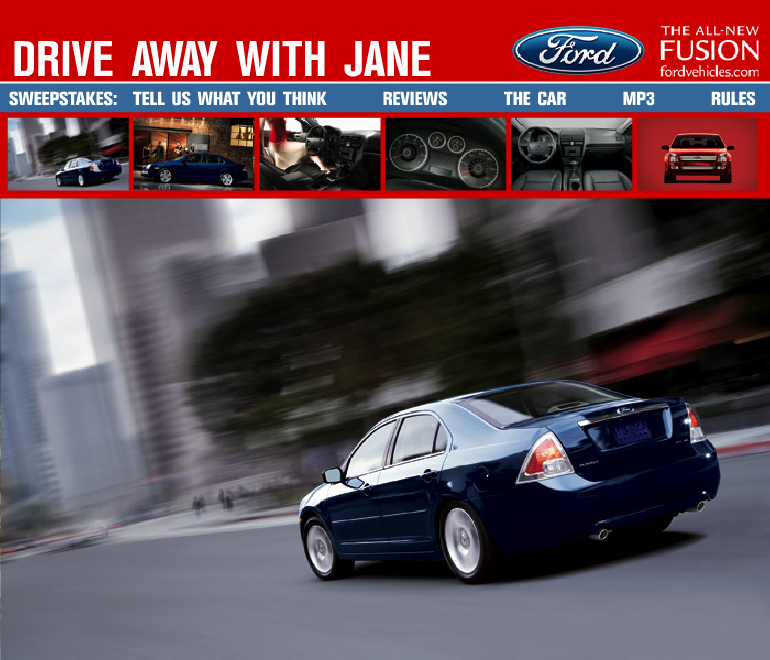 DRIVE AWAY WITH JANE
Ford
THE ALL-NEW
FUSION
fordvehicles.com
SWEEPSTAKES: TELL US WHAT YOU THINK REVIEWS THE CAR MP3 RULES